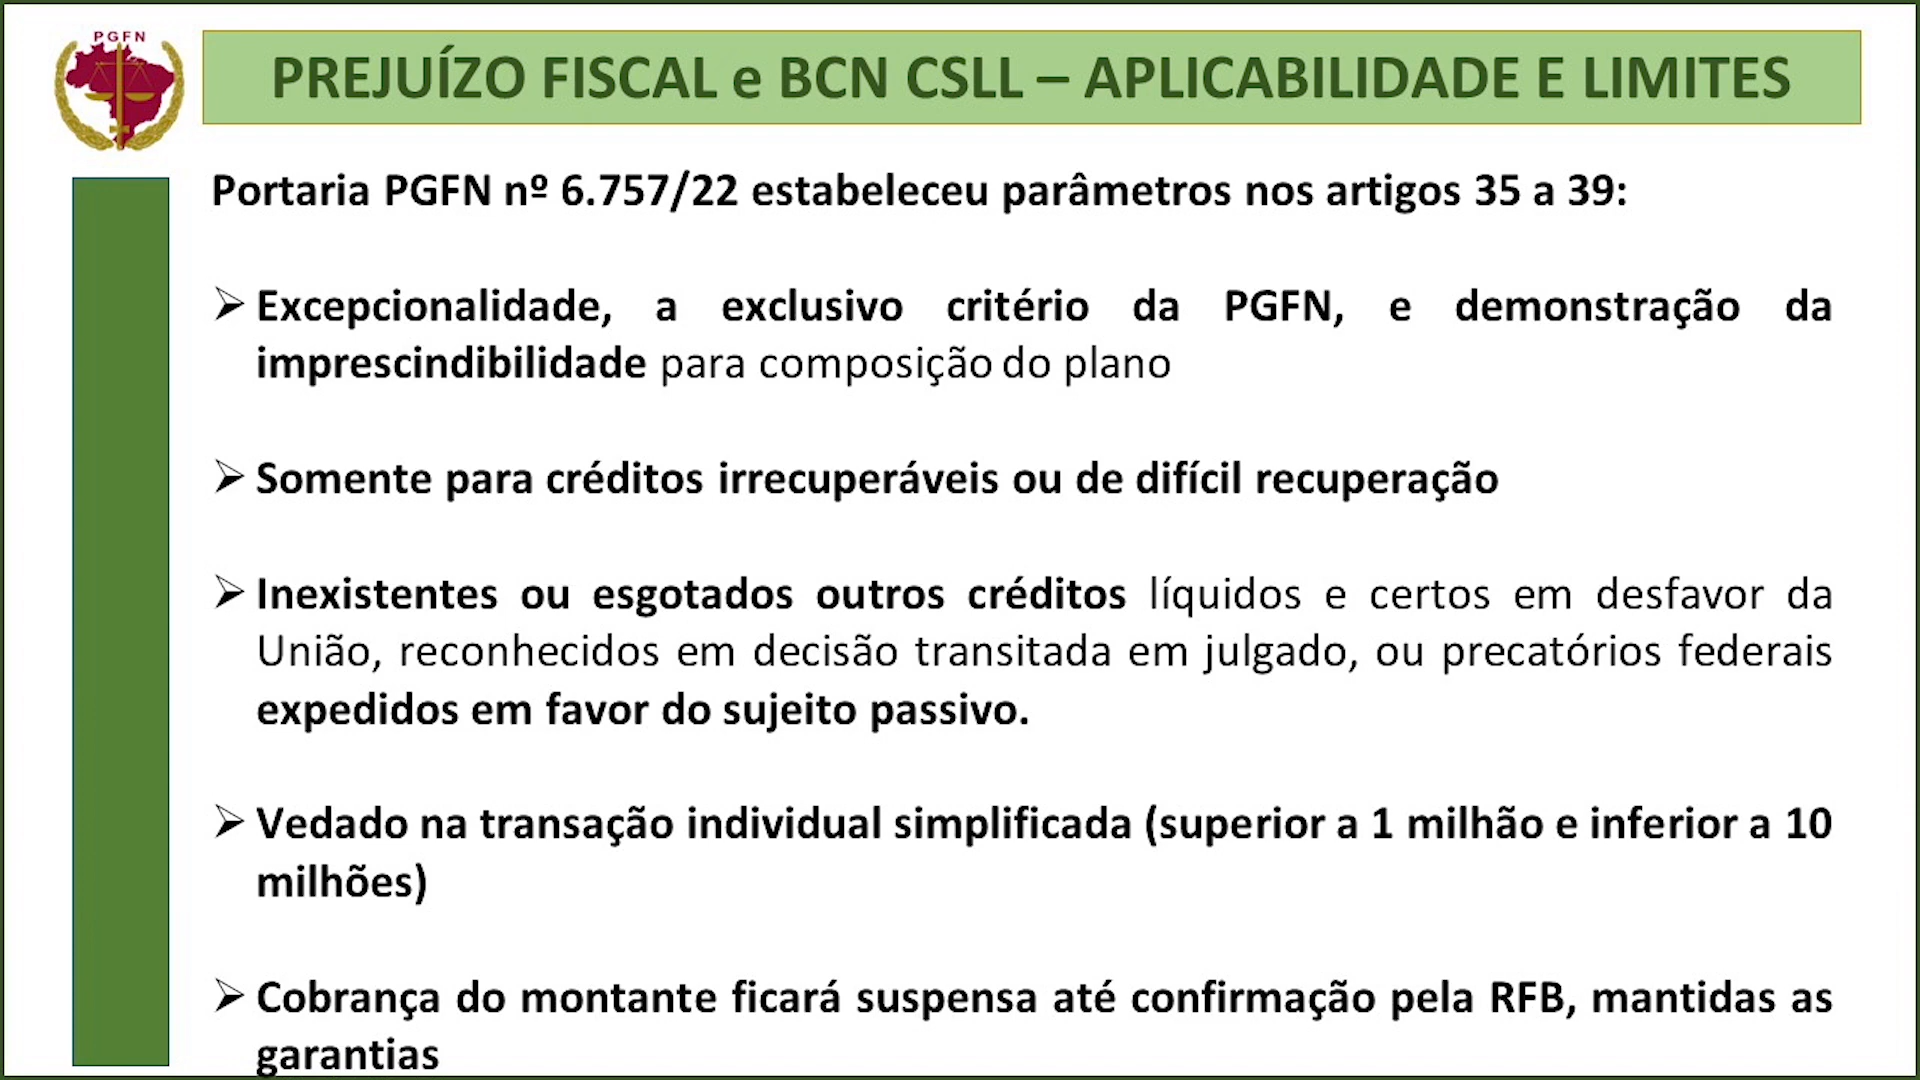 PGFN
PREJUÍZO FISCAL e BCN CSLL – APLICABILIDADE E LIMITES
Portaria PGFN nº 6.757/22 estabeleceu parâmetros nos artigos 35 a 39:
➢ Excepcionalidade, a exclusivo critério da PGFN, e demonstração da
imprescindibilidade para composição do plano
➢ Somente para créditos irrecuperáveis ou de difícil recuperação
➢ Inexistentes ou esgotados outros créditos líquidos e certos em desfavor da
União, reconhecidos em decisão transitada em julgado, ou precatórios federais
expedidos em favor do sujeito passivo.
➢ Vedado na transação individual simplificada (superior a 1 milhão e inferior a 10
milhões)
➢ Cobrança do montante ficará suspensa até confirmação pela RFB, mantidas as
garantias